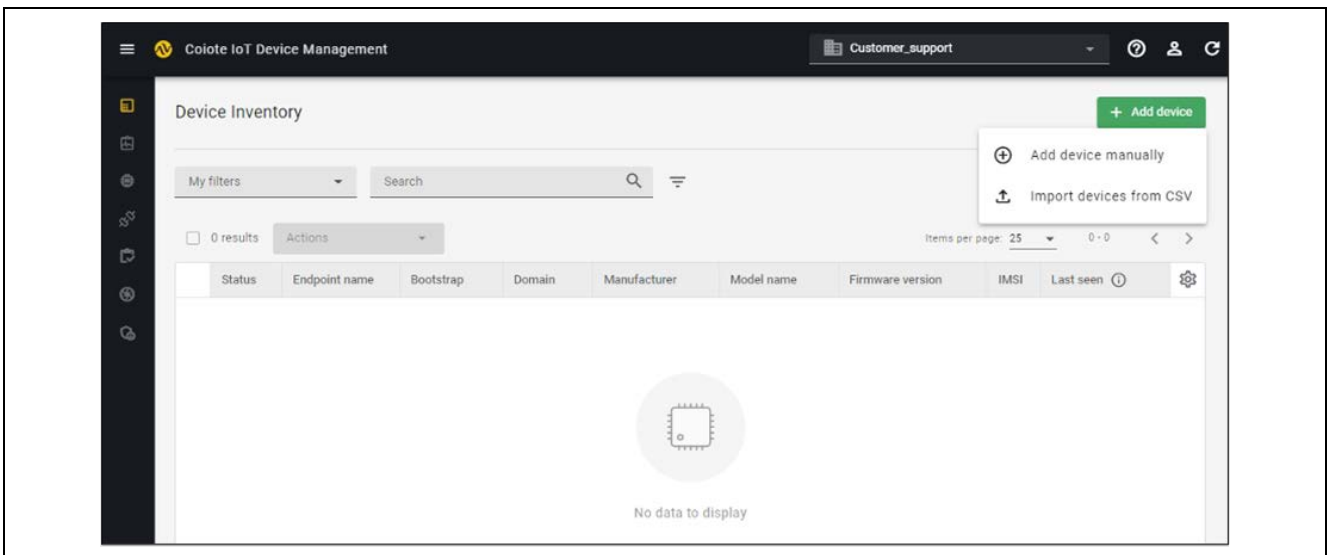 Coiote IoT Device Management
Customer_support
Device Inventory
+ Add device
Add device manually
Import devices from CSV
My filters
Search
0 results
Actions
Items per page: 25
0 - 0
Status Endpoint name Bootstrap Domain Manufacturer Model name Firmware version IMSI Last seen
No data to display